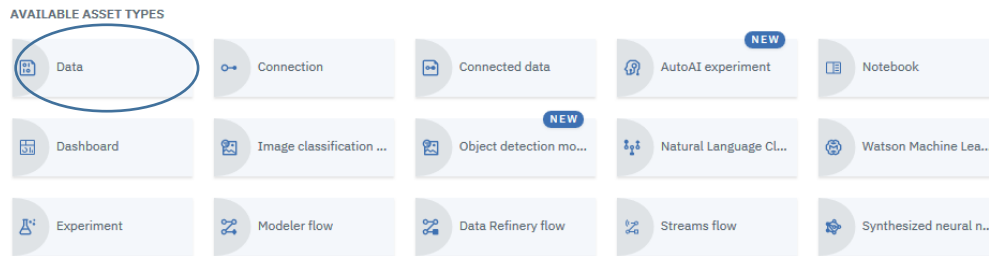 AVAILABLE ASSET TYPES
NEW
Data
Connection
Connected data
AutoAI experiment
Notebook
NEW
Dashboard
Image classification ...
Object detection mo...
Natural Language Cl...
Watson Machine Lea...
Experiment
Modeler flow
Data Refinery flow
Streams flow
Synthesized neural n...